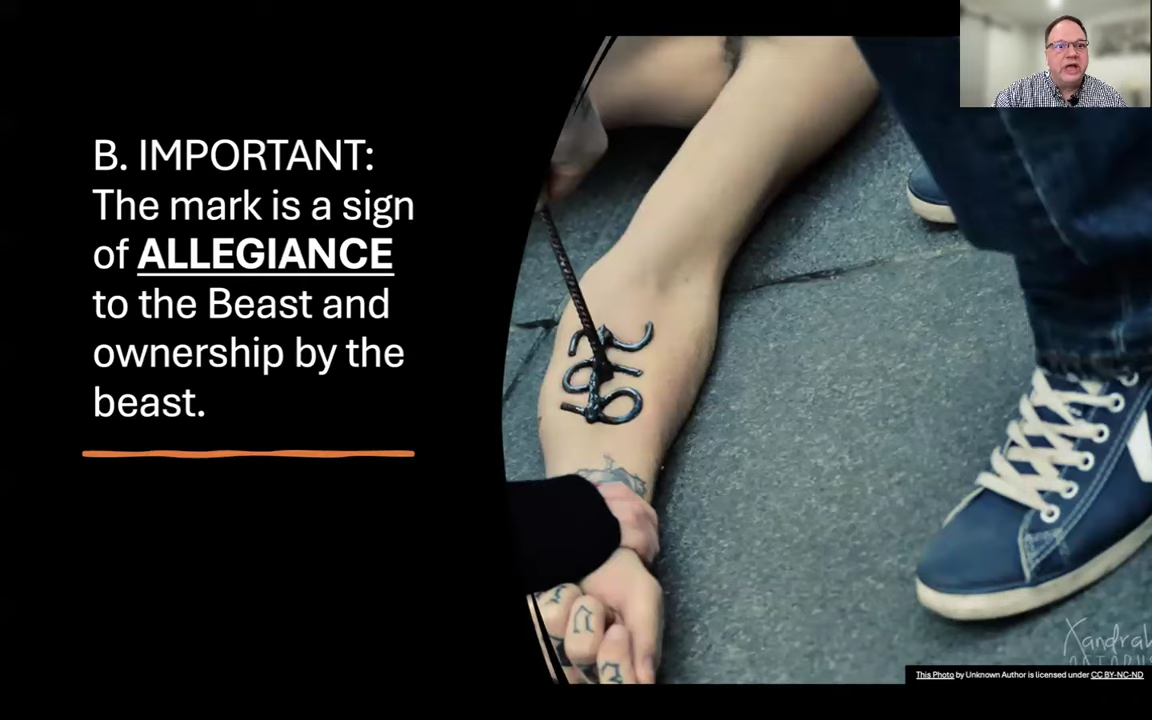 B. IMPORTANT:
The mark is a sign
of ALLEGIANCE
to the Beast and
ownership by the
beast.
This Photo by Unknown Author is licensed under CC BY-NC-ND